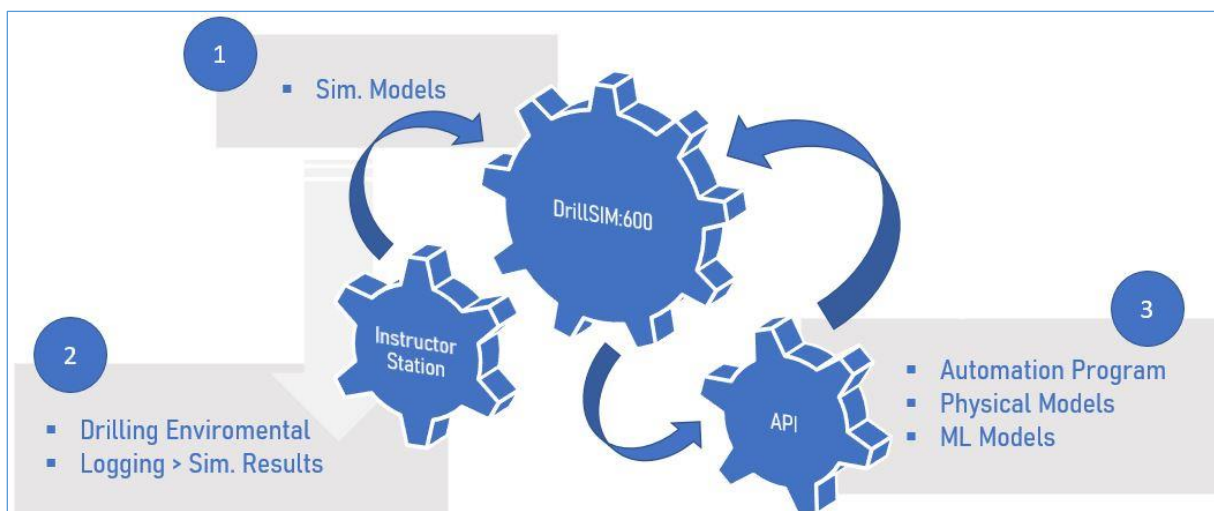 1
▪ Sim. Models
DrillSIM:600
Instructor
Station
2
▪ Drilling Enviromental
▪ Logging > Sim. Results
3
▪ Automation Program
▪ Physical Models
▪ ML Models
API